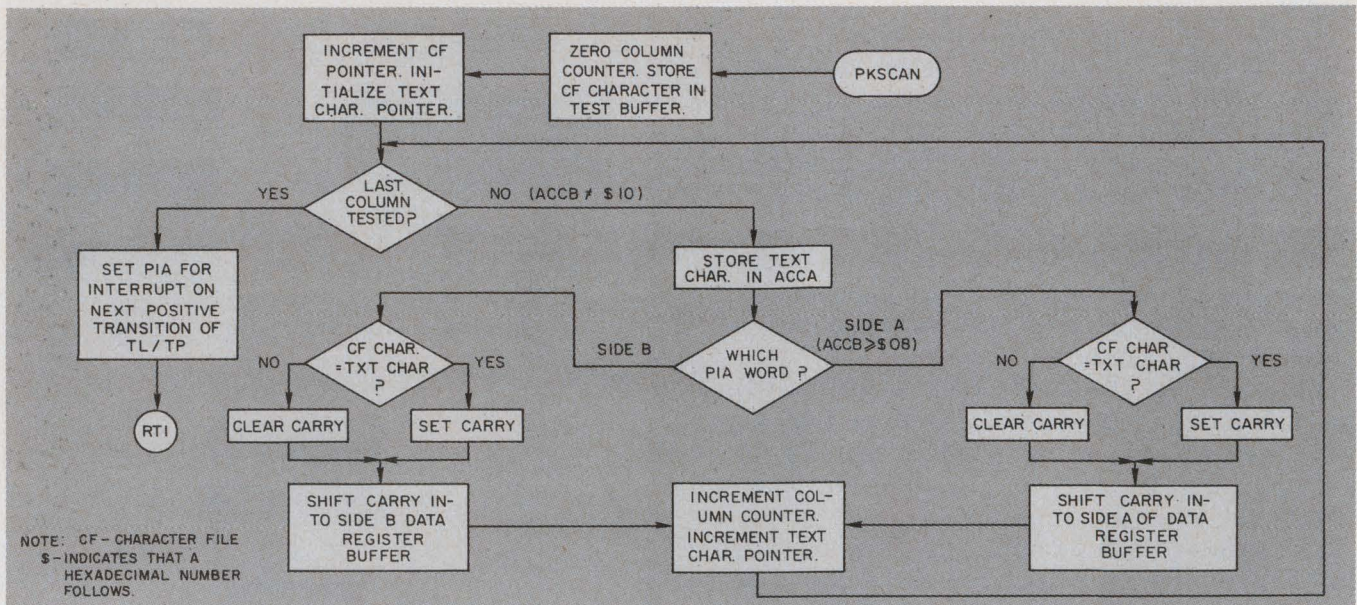 PKSCAN
ZERO COLUMN
COUNTER. STORE
CF CHARACTER IN
TEST BUFFER.
INCREMENT CF
POINTER. INI-
TIALIZE TEXT
CHAR. POINTER.
LAST
COLUMN
TESTED?
YES
NO (ACCB ≠ $10)
SET PIA FOR
INTERRUPT ON
NEXT POSITIVE
TRANSITION OF
TL/TP
RTI
STORE TEXT
CHAR. IN ACCA
WHICH
PIA WORD ?
SIDE B
SIDE A
(ACCB⩾$08)
CF CHAR.
=TXT CHAR
?
NO
YES
CLEAR CARRY
SET CARRY
SHIFT CARRY IN-
TO SIDE B DATA
REGISTER
BUFFER
CF CHAR
=TXT CHAR
?
NO
YES
CLEAR CARRY
SET CARRY
SHIFT CARRY IN-
TO SIDE A OF DATA
REGISTER
BUFFER
INCREMENT COL-
UMN COUNTER.
INCREMENT TEXT
CHAR. POINTER.
NOTE: CF-CHARACTER FILE
$-INDICATES THAT A
HEXADECIMAL NUMBER
FOLLOWS.